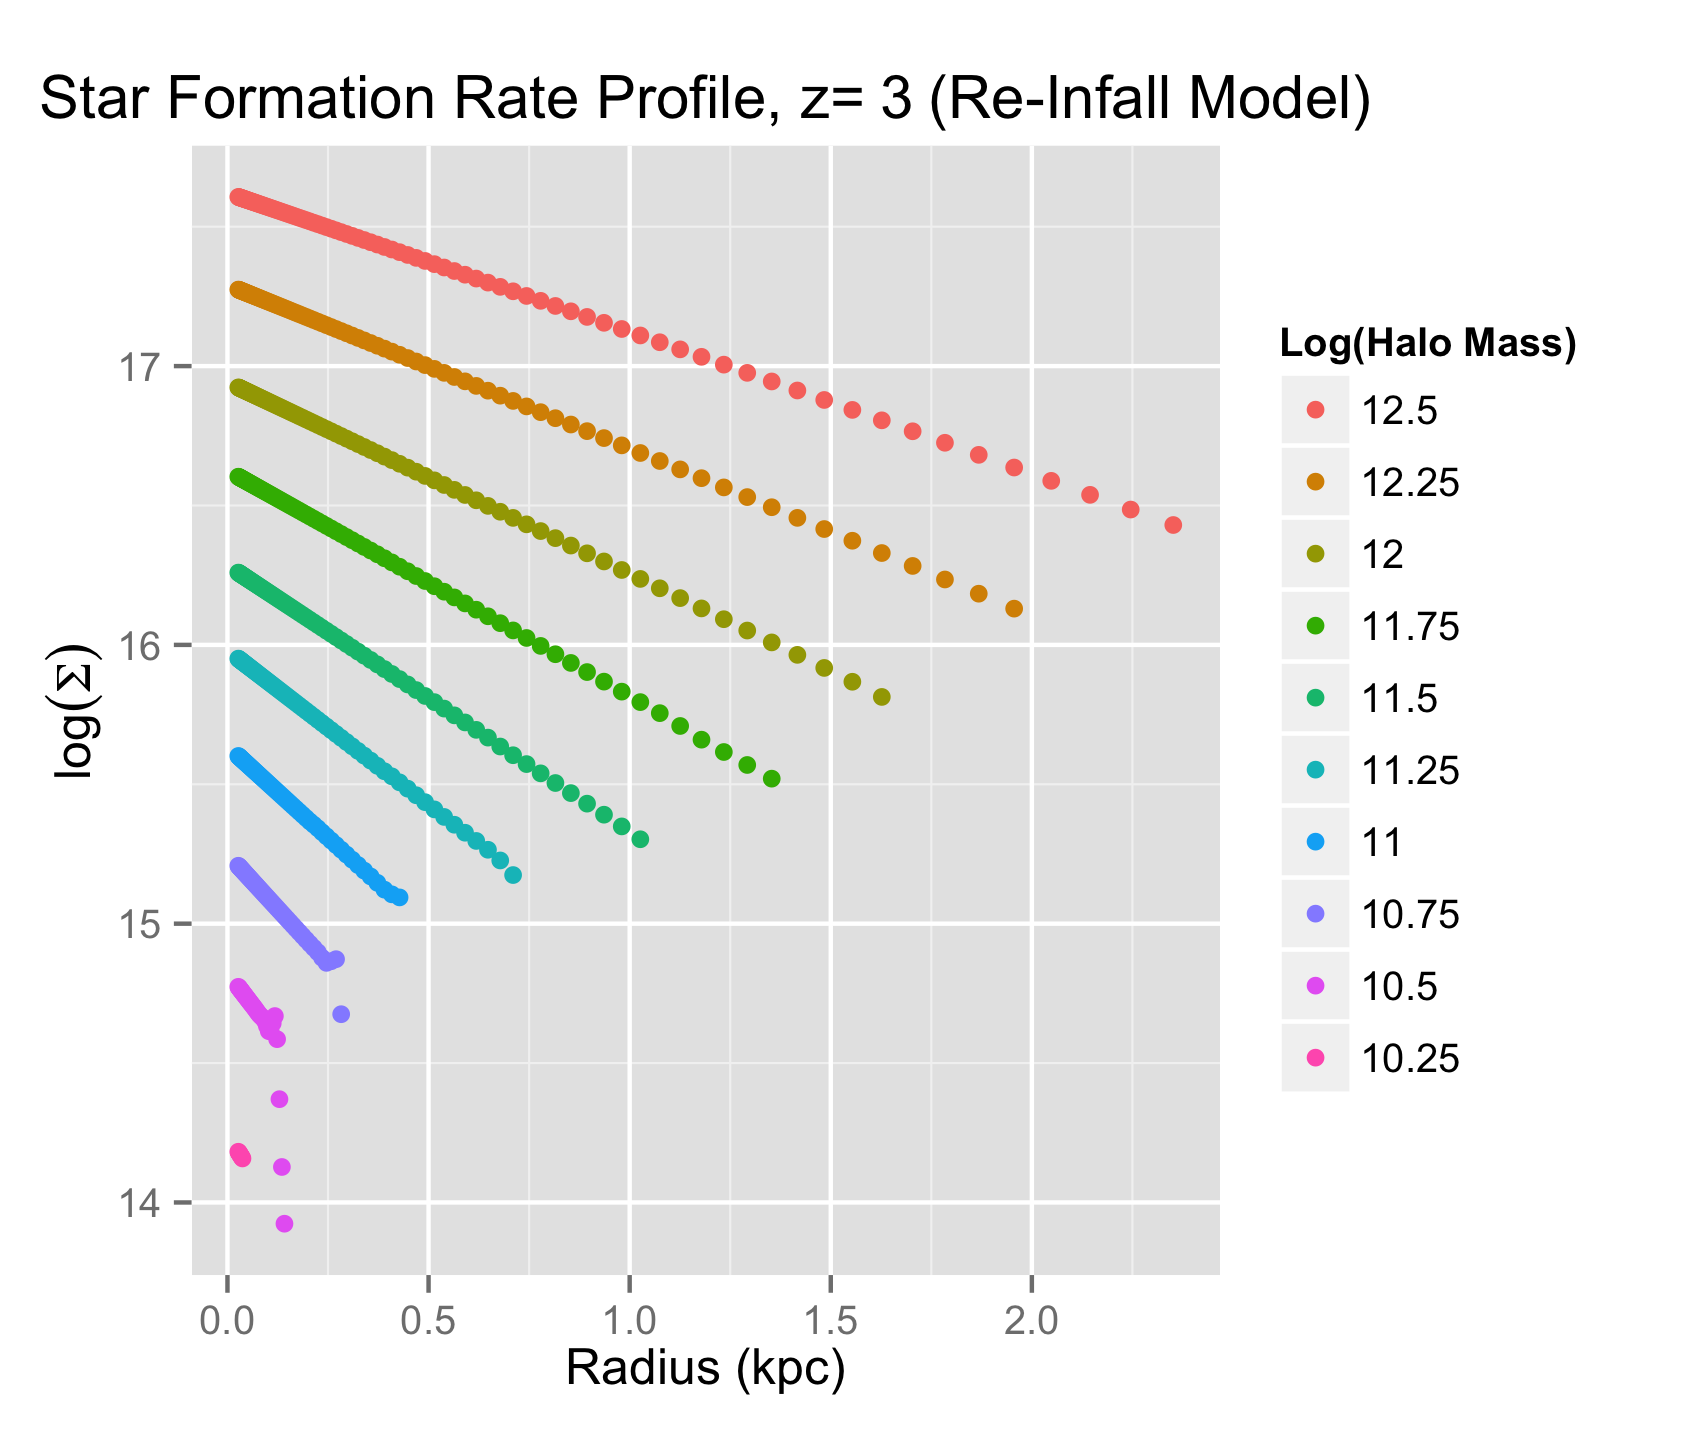 Star Formation Rate Profile, z= 3 (Re-Infall Model)
log(Σ)
17
16
15
14
0.0 0.5 1.0 1.5 2.0
Radius (kpc)
Log(Halo Mass)
12.5
12.25
12
11.75
11.5
11.25
11
10.75
10.5
10.25